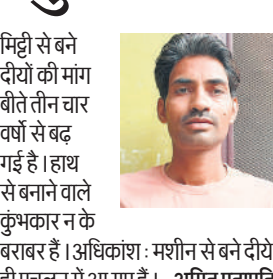 मिट्टी से बने
दीयों की मांग
बीते तीन चार
वर्षो से बढ़
गई है। हाथ
से बनाने वाले
कुंभकार न के
बराबर हैं। अधिकांश : मशीन से बने दीये